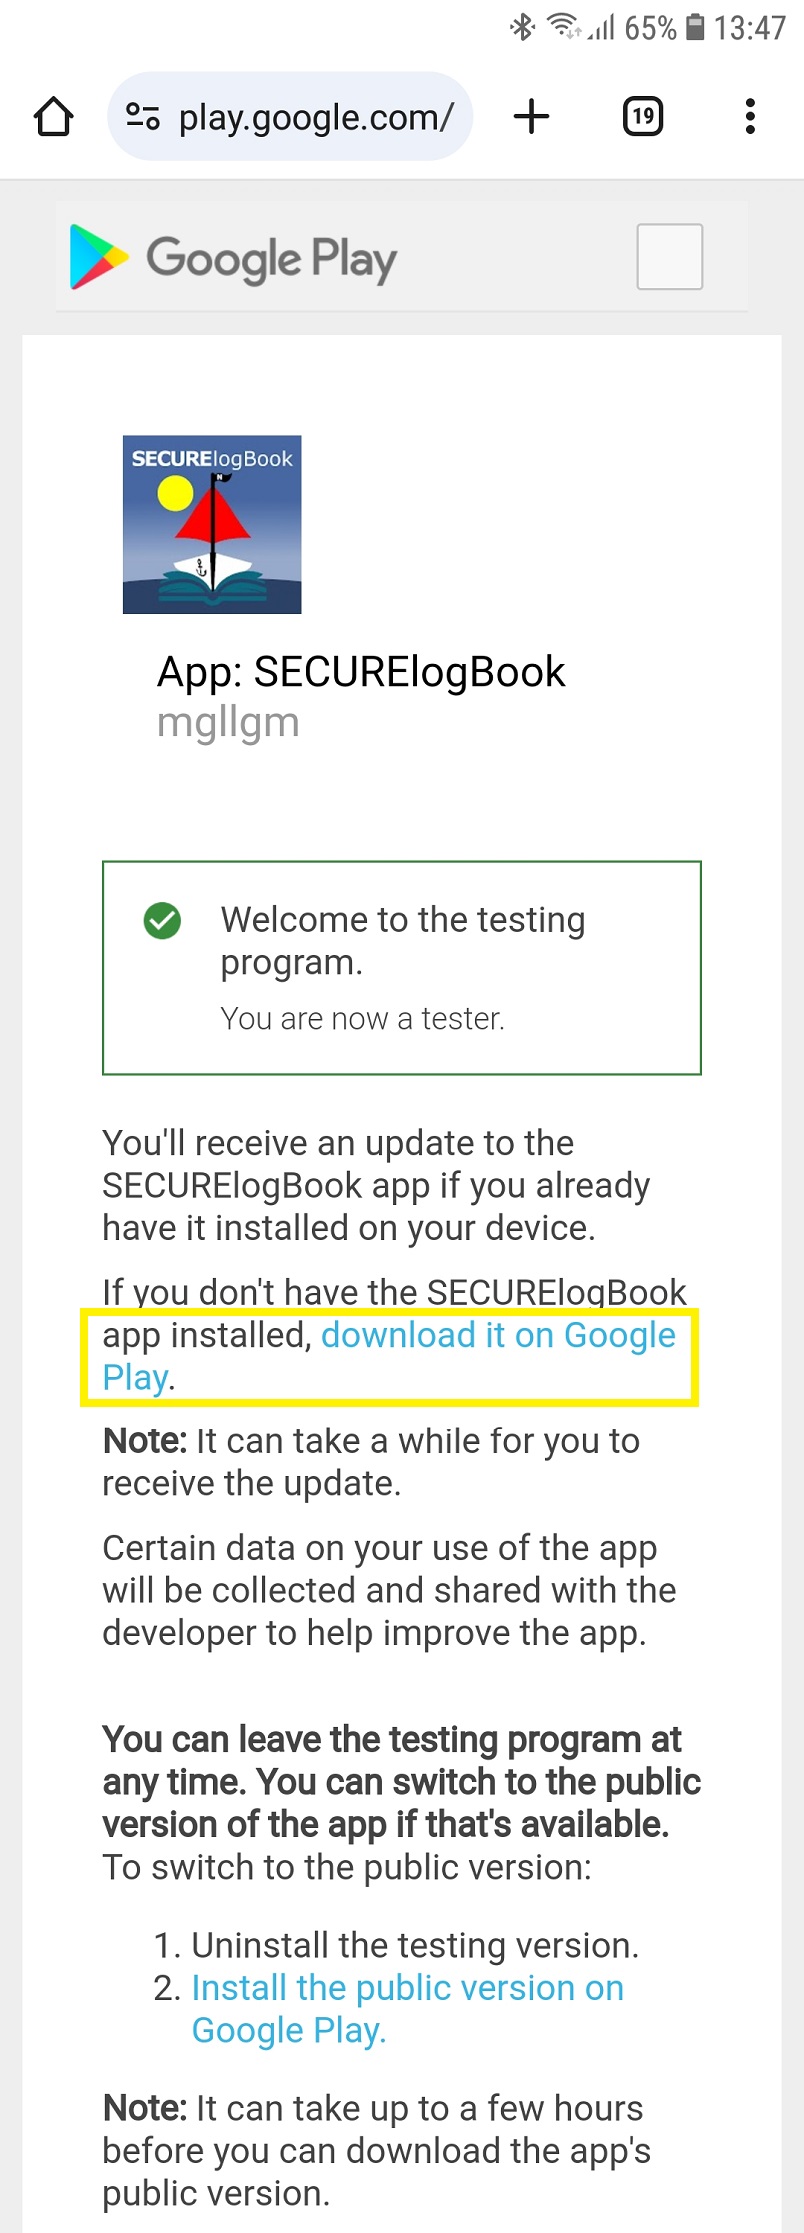 65% 13:47
play.google.com/ 19
Google Play
SECURElogBook
N
App: SECURElogBook
mgllgm
Welcome to the testing
program.
You are now a tester.
You'll receive an update to the
SECURElogBook app if you already
have it installed on your device.
If you don't have the SECURElogBook
app installed, download it on Google
Play.
Note: It can take a while for you to
receive the update.
Certain data on your use of the app
will be collected and shared with the
developer to help improve the app.
You can leave the testing program at
any time. You can switch to the public
version of the app if that's available.
To switch to the public version:
1. Uninstall the testing version.
2. Install the public version on
Google Play.
Note: It can take up to a few hours
before you can download the app's
public version.